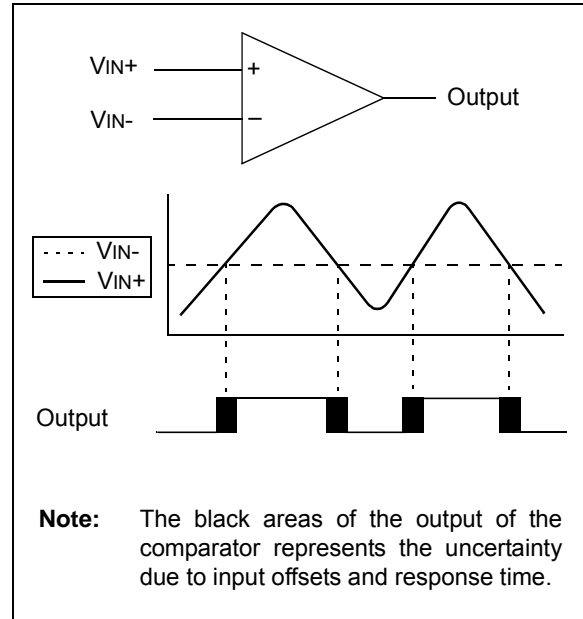 VIN+
+
Output
VIN-
–
VIN-
VIN+
Output
Note: The black areas of the output of the
comparator represents the uncertainty
due to input offsets and response time.